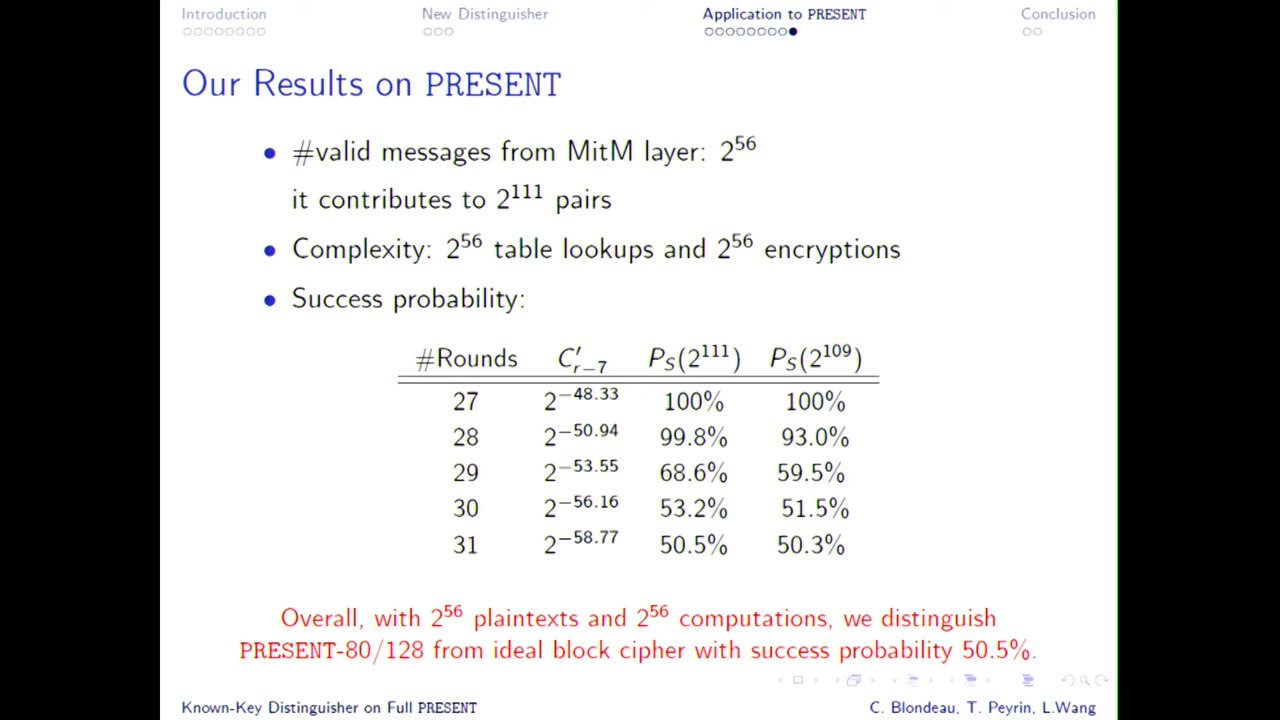 Introduction New Distinguisher Application to PRESENT Conclusion
Our Results on PRESENT
#valid messages from MitM layer: 2^56
it contributes to 2^111 pairs
Complexity: 2^56 table lookups and 2^56 encryptions
Success probability:
#Rounds C′_{r−7} P_S(2^111) P_S(2^109)
27 2^−48.33 100% 100%
28 2^−50.94 99.8% 93.0%
29 2^−53.55 68.6% 59.5%
30 2^−56.16 53.2% 51.5%
31 2^−58.77 50.5% 50.3%
Overall, with 2^56 plaintexts and 2^56 computations, we distinguish
PRESENT-80/128 from ideal block cipher with success probability 50.5%.
Known-Key Distinguisher on Full PRESENT C. Blondeau, T. Peyrin, L.Wang